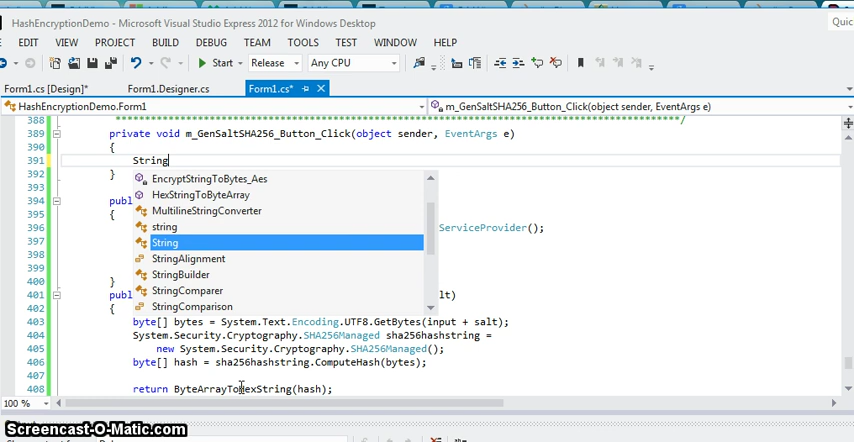 HashEncryptionDemo - Microsoft Visual Studio Express 2012 for Windows Desktop
Quic
EDIT VIEW PROJECT BUILD DEBUG TEAM TOOLS TEST WINDOW HELP
Start Release Any CPU
Form1.cs [Design]* Form1.Designer.cs Form1.cs*
HashEncryptionDemo.Form1 m_GenSaltSHA256_Button_Click(object sender, EventArgs e)
388 ***/
389 private void m_GenSaltSHA256_Button_Click(object sender, EventArgs e)
390 {
391 String
392 }
393
394 pub
395 {
396 ServiceProvider();
397
398
399
400 }
401 pub lt)
402 {
403 byte[] bytes = System.Text.Encoding.UTF8.GetBytes(input + salt);
404 System.Security.Cryptography.SHA256Managed sha256hashstring =
405 new System.Security.Cryptography.SHA256Managed();
406 byte[] hash = sha256hashstring.ComputeHash(bytes);
407
408 return ByteArrayToHexString(hash);
EncryptStringToBytes_Aes
HexStringToByteArray
MultilineStringConverter
string
String
StringAlignment
StringBuilder
StringComparer
StringComparison
100 %
Screencast-O-Matic.com